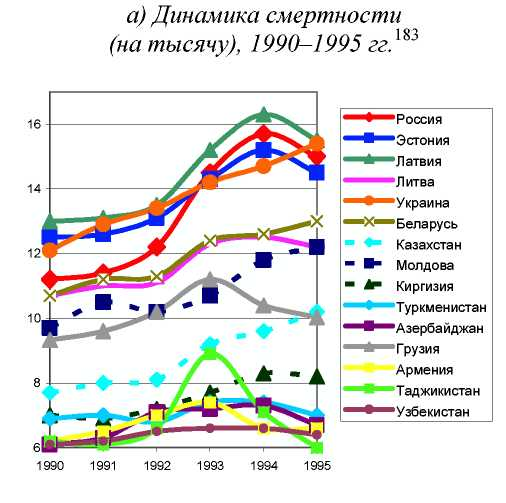 а) Динамика смертности
(на тысячу), 1990–1995 гг.183
16
14
12
10
8
6
1990 1991 1992 1993 1994 1995
Россия
Эстония
Латвия
Литва
Украина
Беларусь
Казахстан
Молдова
Киргизия
Туркменистан
Азербайджан
Грузия
Армения
Таджикистан
Узбекистан